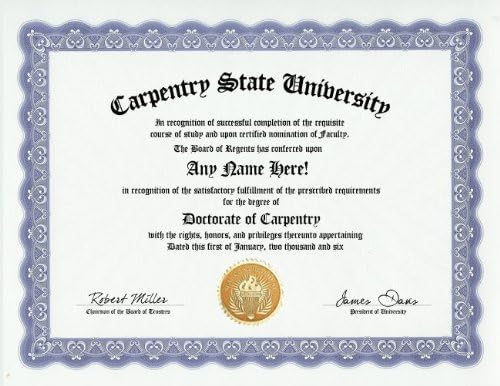 Carpentry State University
In recognition of successful completion of the requisite
course of study and upon certified nomination of Faculty.
The Board of Regents has conferred upon
Any Name Here!
in recognition of the satisfactory fulfillment of the prescribed requirements
for the degree of
Doctorate of Carpentry
with the rights, honors, and privileges thereunto appertaining
Dated this first of January, two thousand and six
Robert Miller
Chairman of the Board of Trustees
James Daws
President of University